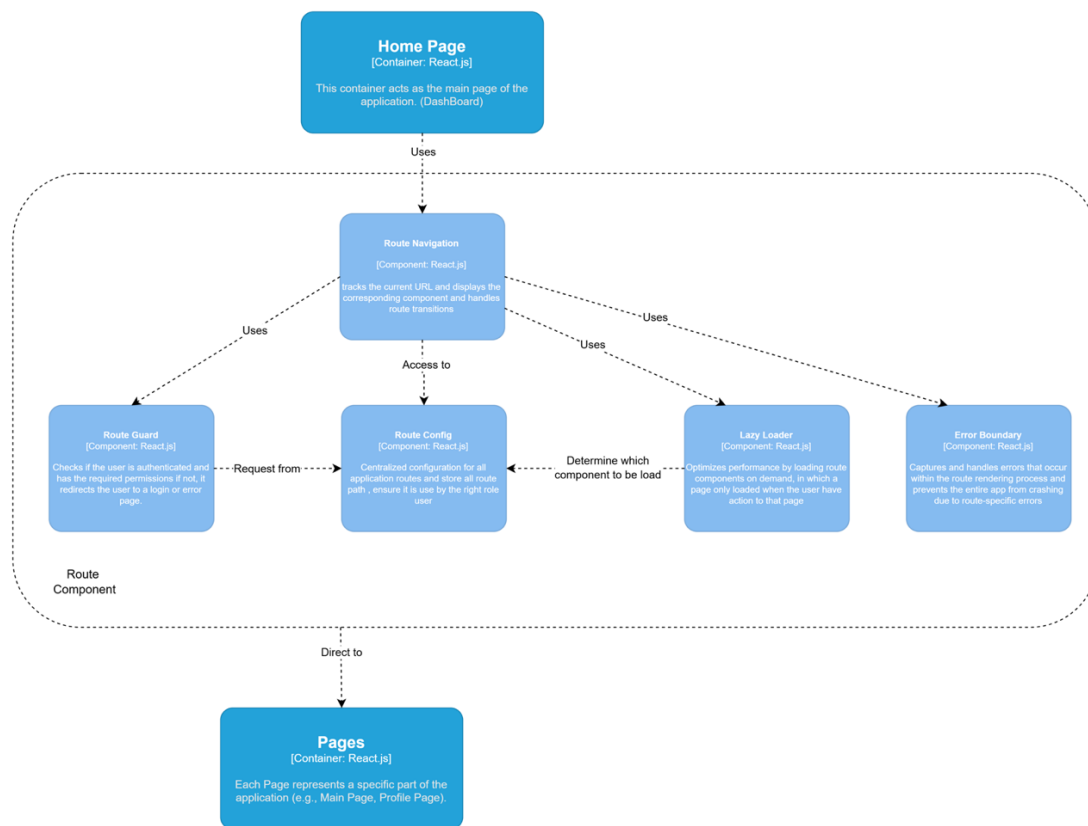 Home Page
[Container: React.js]
This container acts as the main page of the
application. (DashBoard)
Uses
Route Navigation
[Component: React.js]
tracks the current URL and displays the
corresponding component and handles
route transitions
Uses
Access to
Uses
Uses
Route Guard
[Component: React.js]
Checks if the user is authenticated and
has the required permissions if not, it
redirects the user to a login or error
page.
Request from
Route Config
[Component: React.js]
Centralized configuration for all
application routes and store all route
path , ensure it is use by the right role
user
Determine which
component to be load
Lazy Loader
[Component: React.js]
Optimizes performance by loading route
components on demand, in which a
page only loaded when the user have
action to that page
Error Boundary
[Component: React.js]
Captures and handles errors that occur
within the route rendering process and
prevents the entire app from crashing
due to route-specific errors
Route
Component
Direct to
Pages
[Container: React.js]
Each Page represents a specific part of the
application (e.g., Main Page, Profile Page).